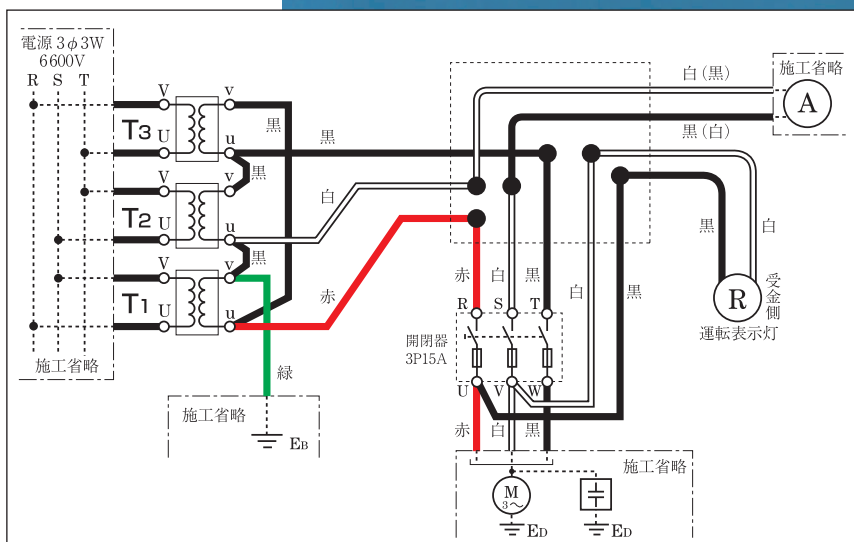 電源 3φ3W
6600V
R S T
V v
T3
U u
V v
T2
U u
V v
T1
U u
施工省略
黒
黒
黒
白
黒
赤
緑
施工省略
EB
白(黒)
黒(白)
施工省略
A
黒
白
R
受金側
運転表示灯
赤 白 黒
白
黒
R S T
開閉器
3P15A
U V W
赤 白 黒
施工省略
M
3~
ED
ED